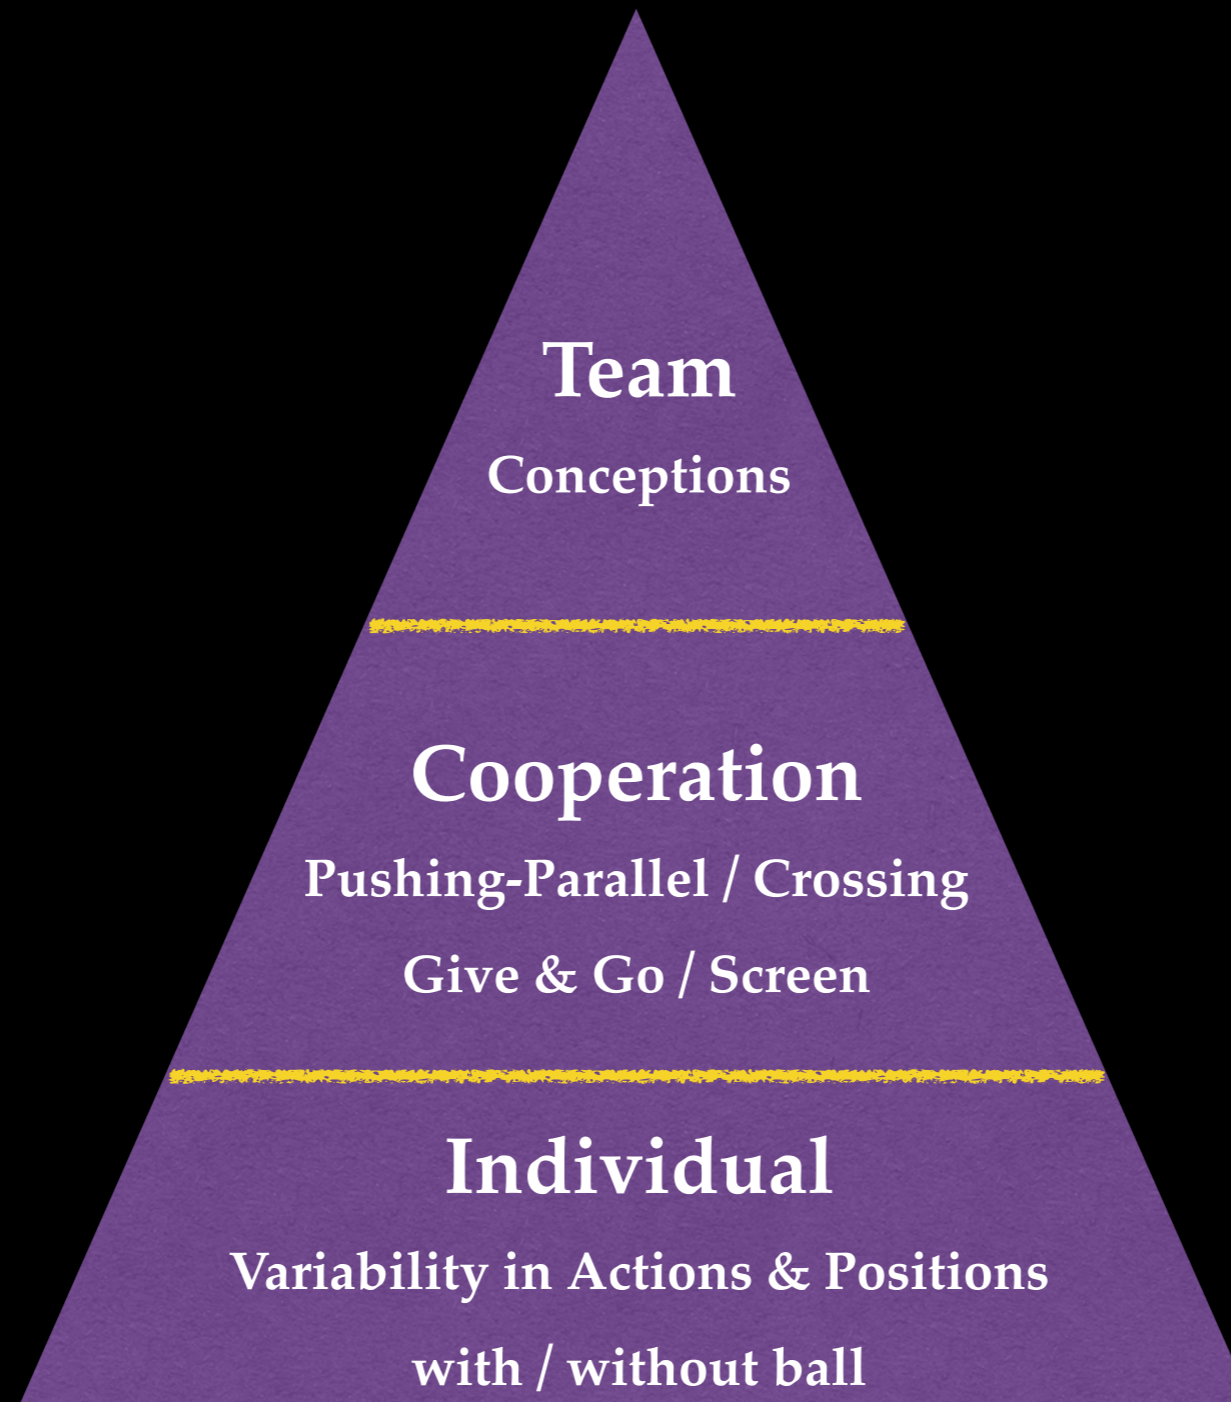 Team
Conceptions
Cooperation
Pushing-Parallel / Crossing
Give & Go / Screen
Individual
Variability in Actions & Positions
with / without ball